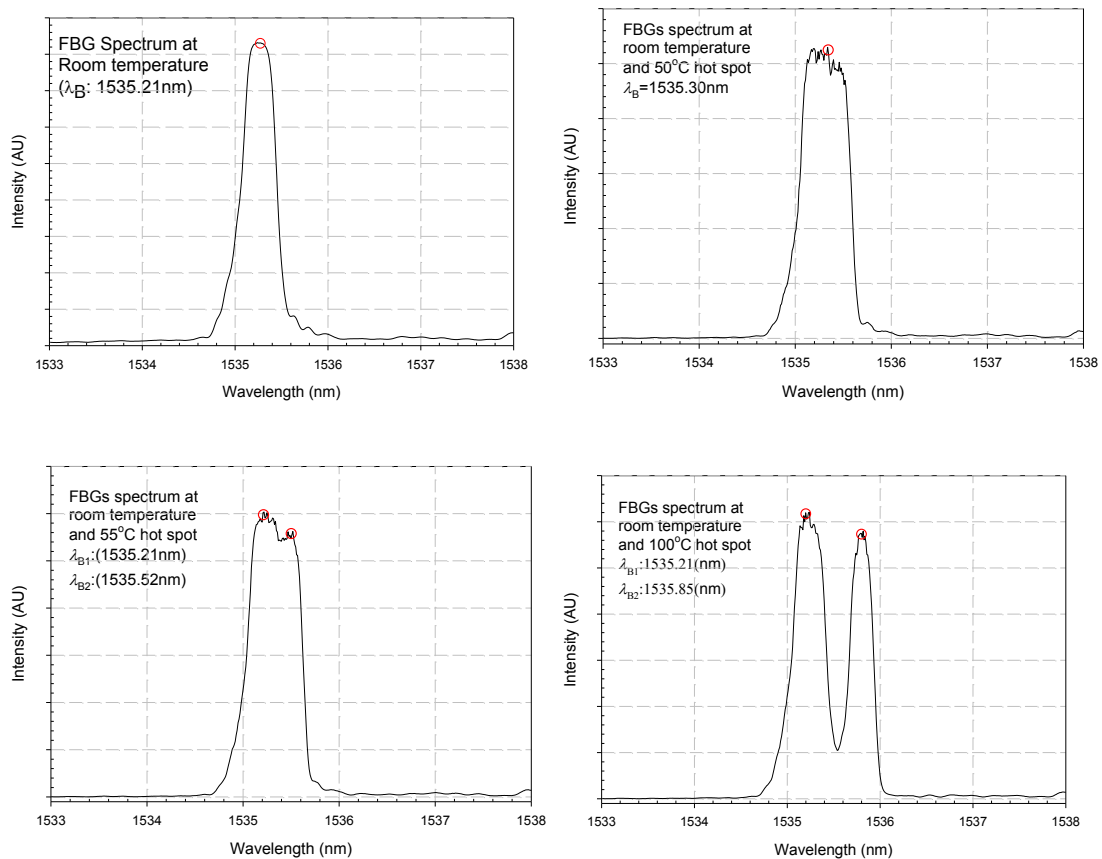 FBG Spectrum at
Room temperature
(λB: 1535.21nm)
Intensity (AU)
1533 1534 1535 1536 1537 1538
Wavelength (nm)
FBGs spectrum at
room temperature
and 50°C hot spot
λB=1535.30nm
Intensity (AU)
1533 1534 1535 1536 1537 1538
Wavelength (nm)
FBGs spectrum at
room temperature
and 55°C hot spot
λB1:(1535.21nm)
λB2:(1535.52nm)
Intensity (AU)
1533 1534 1535 1536 1537 1538
Wavelength (nm)
FBGs spectrum at
room temperature
and 100°C hot spot
λB1:1535.21(nm)
λB2:1535.85(nm)
Intensity (AU)
1533 1534 1535 1536 1537 1538
Wavelength (nm)